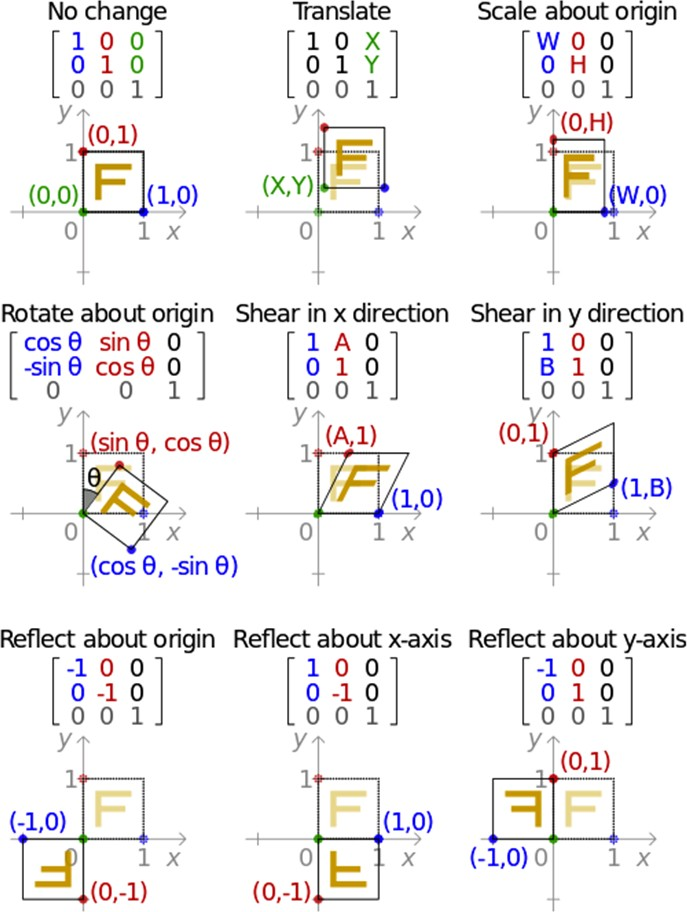 No change
1 0 0
0 1 0
0 0 1
y
(0,1)
1
F
(0,0)
(1,0)
0 1 x
Translate
1 0 X
0 1 Y
0 0 1
y
1
F
F
(X,Y)
0 1 x
Scale about origin
W 0 0
0 H 0
0 0 1
y
(0,H)
1
F
F
(W,0)
0 1 x
Rotate about origin
cos θ sin θ 0
-sin θ cos θ 0
0 0 1
y
1
(sin θ, cos θ)
θ
F
F
0 1 x
(cos θ, -sin θ)
Shear in x direction
1 A 0
0 1 0
0 0 1
y
(A,1)
1
F
F
(1,0)
0 1 x
Shear in y direction
1 0 0
B 1 0
0 0 1
y
(0,1)
1
F
F
(1,B)
0 1 x
Reflect about origin
-1 0 0
0 -1 0
0 0 1
y
1
F
(-1,0)
0 1 x
F
(0,-1)
Reflect about x-axis
1 0 0
0 -1 0
0 0 1
y
1
F
(1,0)
0 1 x
F
(0,-1)
Reflect about y-axis
-1 0 0
0 1 0
0 0 1
y
(0,1)
1
F
F
(-1,0)
0 1 x